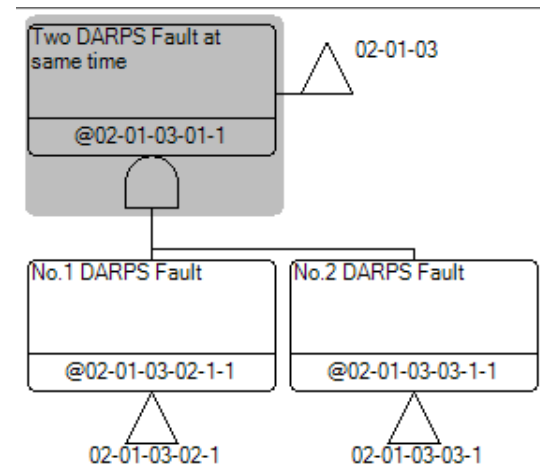 Two DARPS Fault at
same time
02-01-03
@02-01-03-01-1
No.1 DARPS Fault
No.2 DARPS Fault
@02-01-03-02-1-1
@02-01-03-03-1-1
02-01-03-02-1
02-01-03-03-1